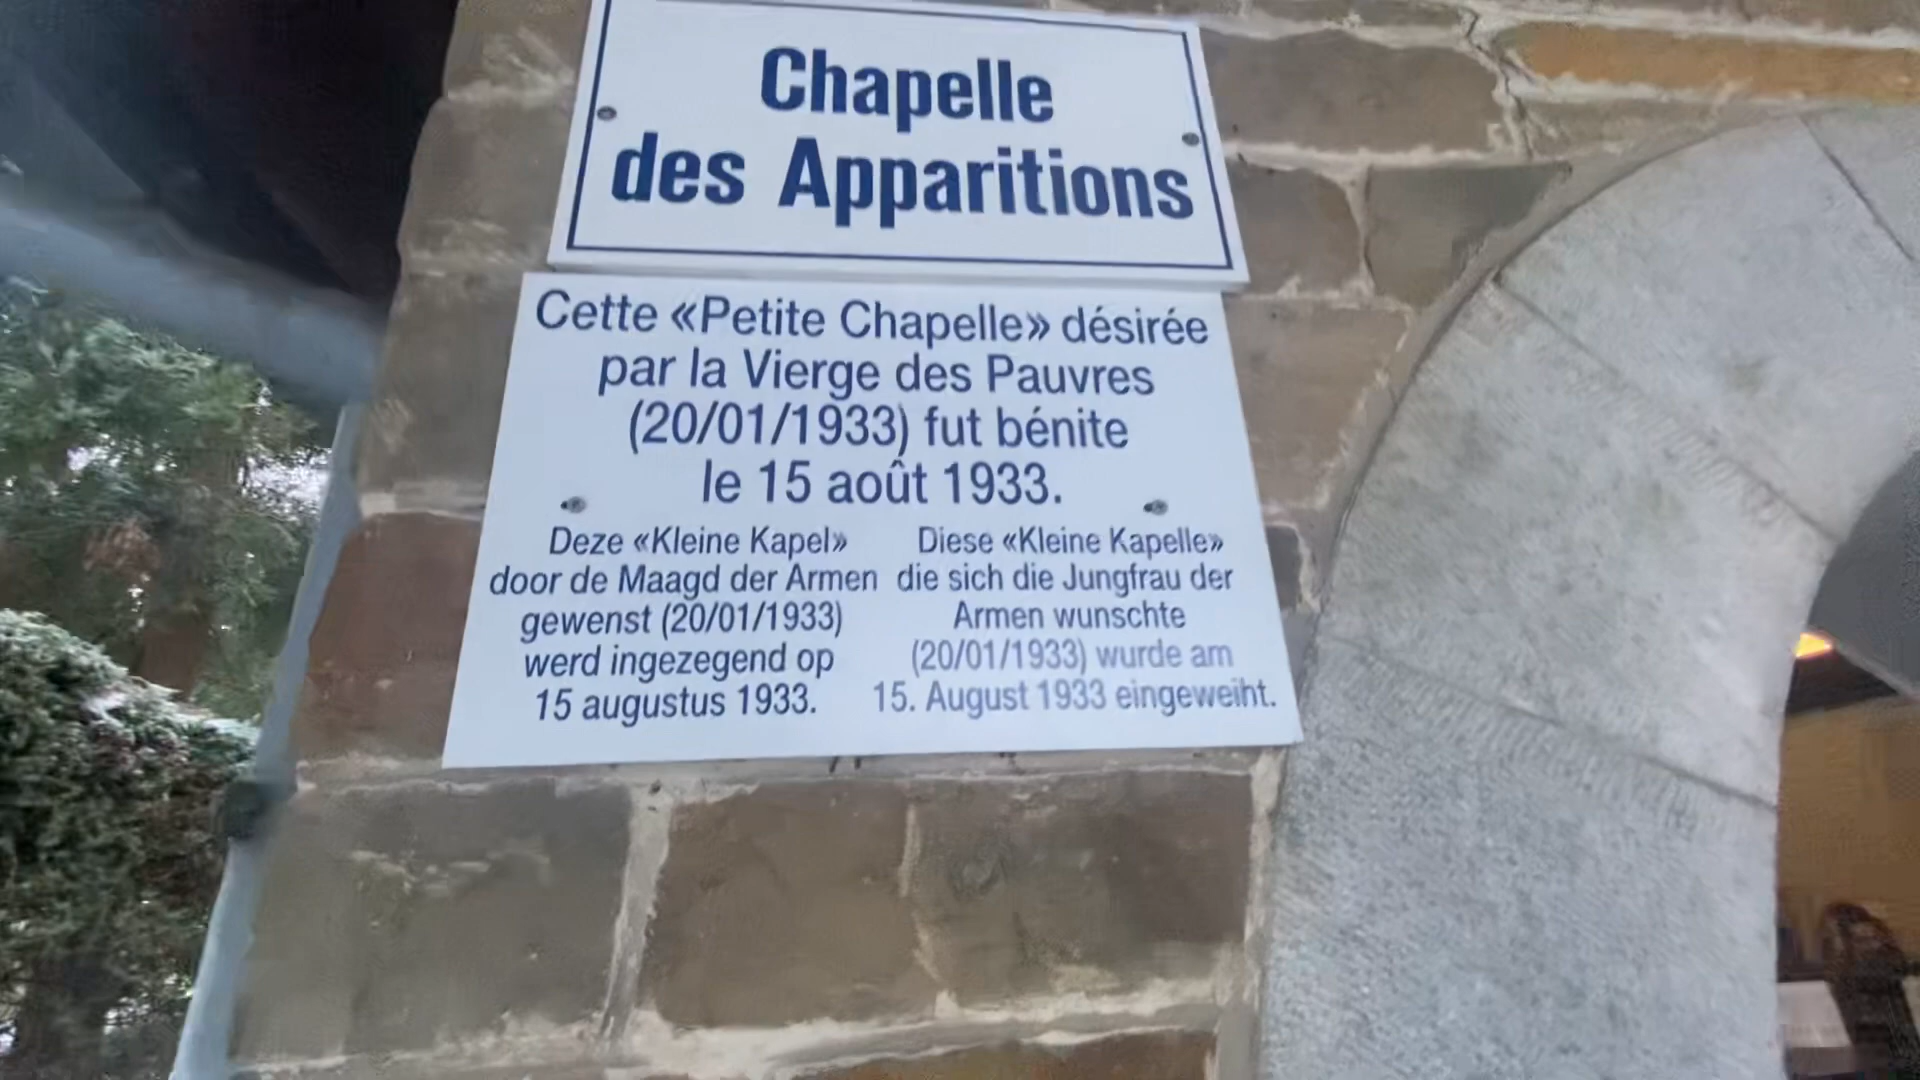 Chapelle
des Apparitions
Cette «Petite Chapelle» désirée
par la Vierge des Pauvres
(20/01/1933) fut bénite
le 15 août 1933.
Deze «Kleine Kapel»
door de Maagd der Armen
gewenst (20/01/1933)
werd ingezegend op
15 augustus 1933.
Diese «Kleine Kapelle»
die sich die Jungfrau der
Armen wunschte
(20/01/1933) wurde am
15. August 1933 eingeweiht.